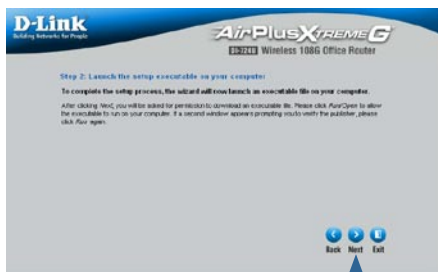 D-Link
Building Networks for People
AirPlus XTREME G
DI-724U Wireless 108G Office Router
Step 2: Launch the setup executable on your computer
To complete the setup process, the wizard will now launch an executable file on your computer.
After clicking Next, you will be asked for permission to download an executable file. Please click Run/Open to allow
the executable to run on your computer. If a second window appears prompting you to verify the publisher, please
click Run again.
Back Next Exit